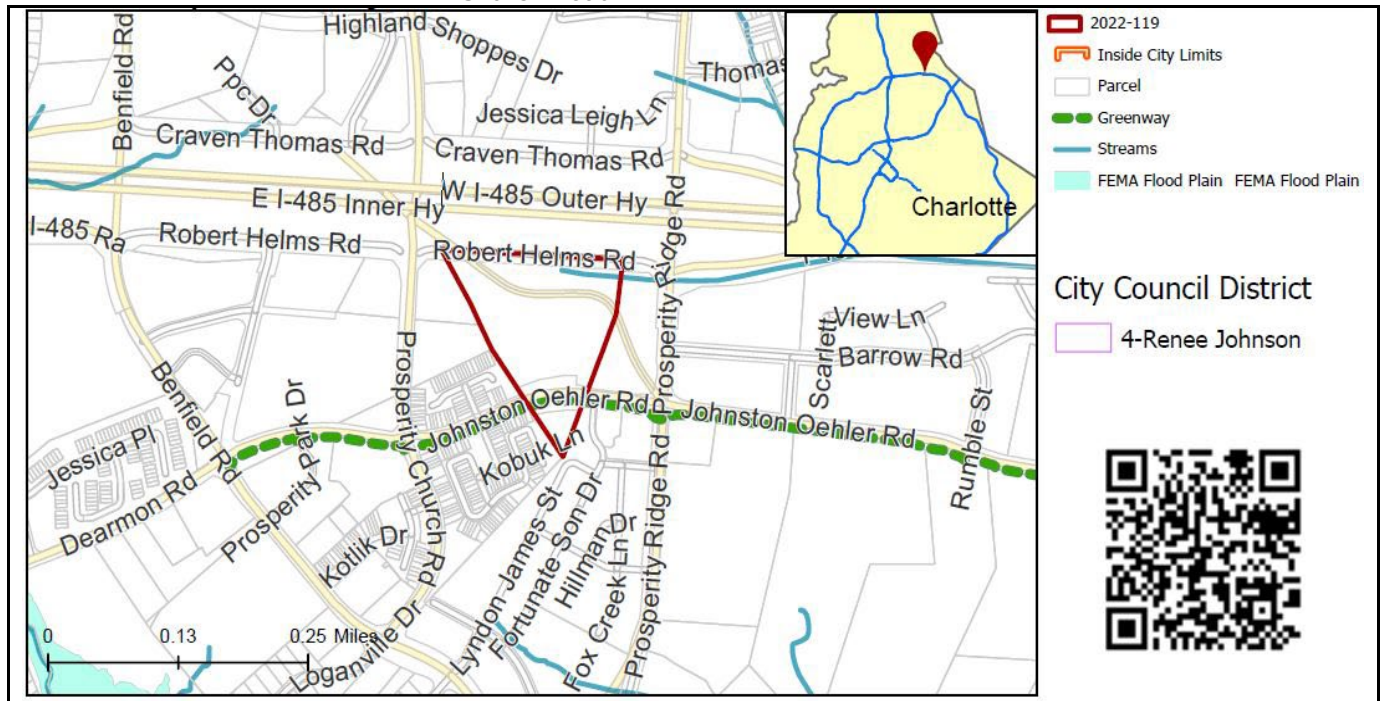 Highland Shoppes Dr
Benfield Rd
Ppc Dr
Thomas
Jessica Leigh Ln
Craven Thomas Rd
Craven Thomas Rd
W I-485 Outer Hy
E I-485 Inner Hy
I-485 Ra
Robert Helms Rd
Robert Helms Rd
Prosperity Ridge Rd
Charlotte
View Ln
Scarlett
Barrow Rd
Prosperity Church Rd
Benfield Rd
Prosperity Park Dr
Johnston Oehler Rd
Johnston Oehler Rd
Jessica Pl
Kobuk Ln
Rumble St
Dearmon Rd
Kotlik Dr
Lyndon James St
Fortunate Son Dr
Hillman Dr
Fox Creek Ln
Prosperity Ridge Rd
Loganville Dr
0 0.13 0.25 Miles
2022-119
Inside City Limits
Parcel
Greenway
Streams
FEMA Flood Plain FEMA Flood Plain
City Council District
4-Renee Johnson